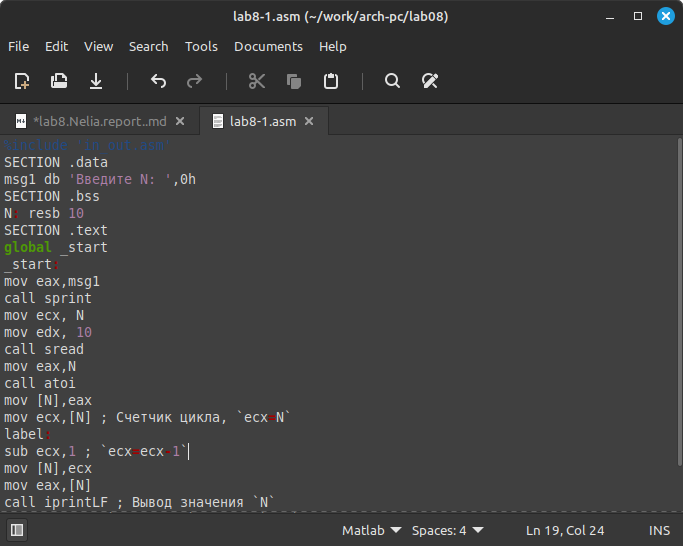 lab8-1.asm (~/work/arch-pc/lab08)
File Edit View Search Tools Documents Help
*lab8.Nelia.report..md
lab8-1.asm
%include 'in_out.asm'
SECTION .data
msg1 db 'Введите N: ',0h
SECTION .bss
N: resb 10
SECTION .text
global _start
_start:
mov eax,msg1
call sprint
mov ecx, N
mov edx, 10
call sread
mov eax,N
call atoi
mov [N],eax
mov ecx,[N] ; Счетчик цикла, `ecx=N`
label:
sub ecx,1 ; `ecx=ecx-1`
mov [N],ecx
mov eax,[N]
call iprintLF ; Вывод значения `N`
Matlab Spaces: 4 Ln 19, Col 24 INS